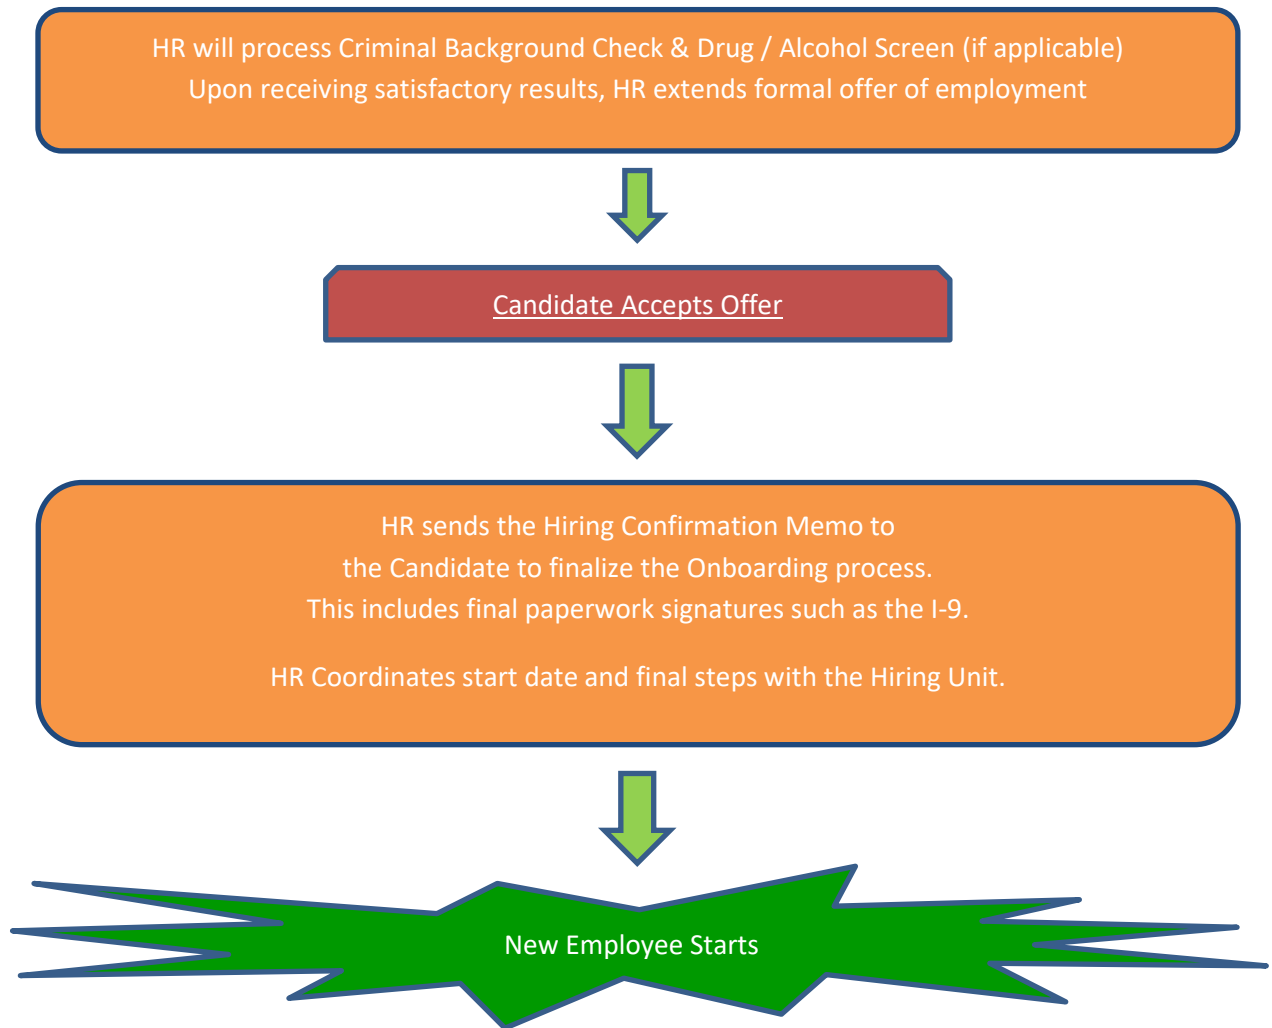 HR will process Criminal Background Check & Drug / Alcohol Screen (if applicable)
Upon receiving satisfactory results, HR extends formal offer of employment
Candidate Accepts Offer
HR sends the Hiring Confirmation Memo to
the Candidate to finalize the Onboarding process.
This includes final paperwork signatures such as the I-9.
HR Coordinates start date and final steps with the Hiring Unit.
New Employee Starts